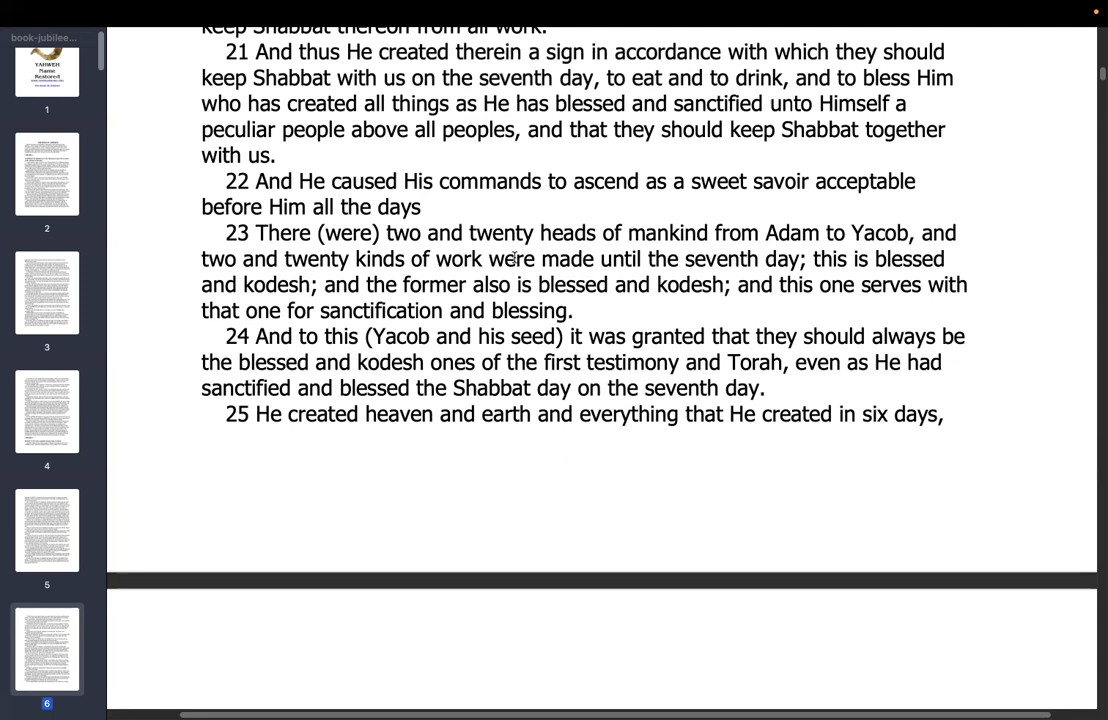 book-jubilee...
YAHWEH
Name
Restored
1
2
3
4
5
6
keep Shabbat thereon from all work.
21 And thus He created therein a sign in accordance with which they should
keep Shabbat with us on the seventh day, to eat and to drink, and to bless Him
who has created all things as He has blessed and sanctified unto Himself a
peculiar people above all peoples, and that they should keep Shabbat together
with us.
22 And He caused His commands to ascend as a sweet savoir acceptable
before Him all the days
23 There (were) two and twenty heads of mankind from Adam to Yacob, and
two and twenty kinds of work were made until the seventh day; this is blessed
and kodesh; and the former also is blessed and kodesh; and this one serves with
that one for sanctification and blessing.
24 And to this (Yacob and his seed) it was granted that they should always be
the blessed and kodesh ones of the first testimony and Torah, even as He had
sanctified and blessed the Shabbat day on the seventh day.
25 He created heaven and earth and everything that He created in six days,